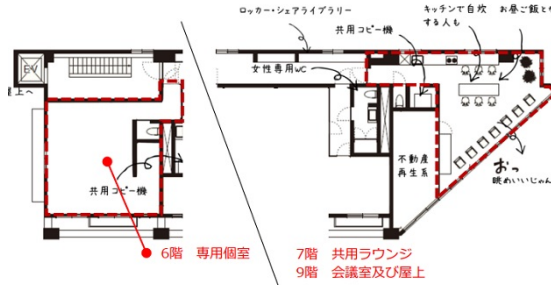 ロッカー・シェアライブラリー
キッチンで自炊
する人も
お昼ご飯と
共用コピー機
女性専用WC
EV
屋上へ
共用コピー機
不動産
再生系
おっ
眺めいいじゃん
6階 専用個室
7階 共用ラウンジ
9階 会議室及び屋上